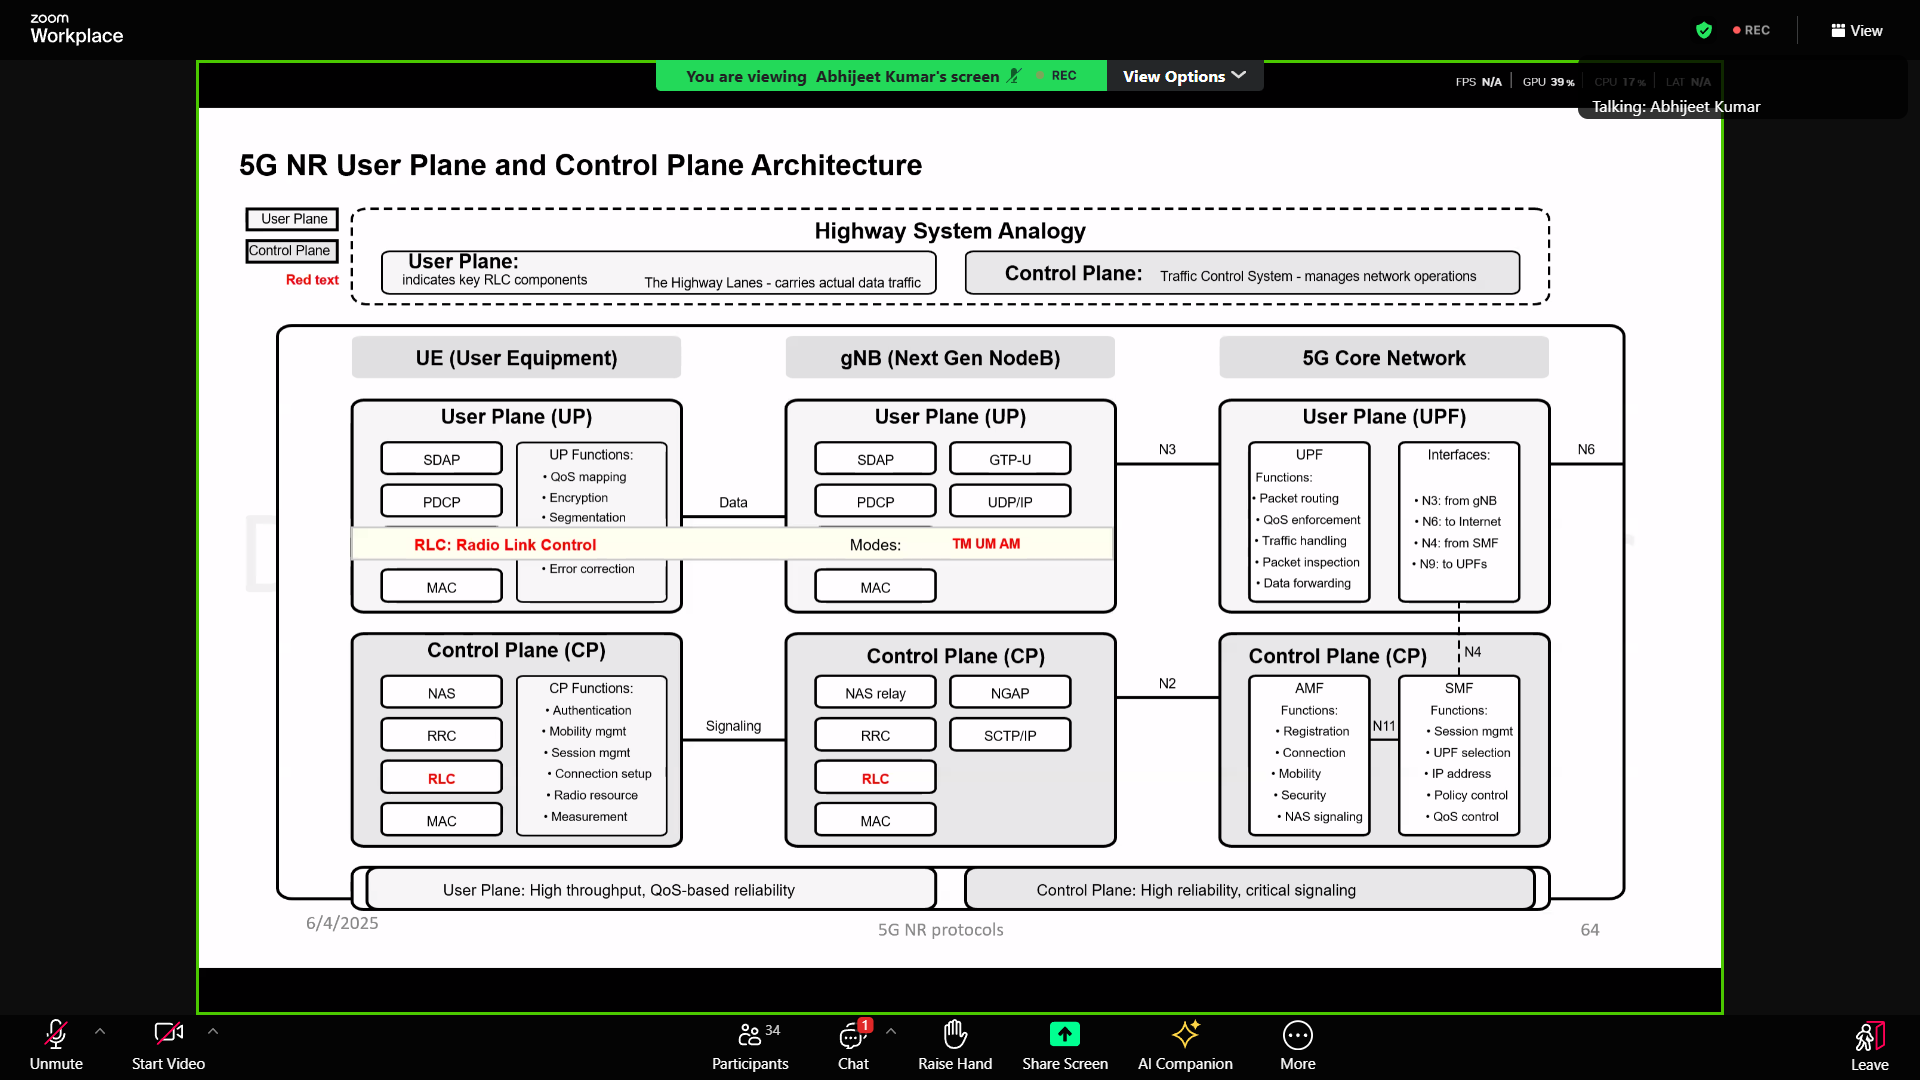 zoom
Workplace
REC
View
You are viewing Abhijeet Kumar's screen
REC
View Options
FPS N/A
GPU 39 %
CPU 17 %
LAT N/A
Talking: Abhijeet Kumar
5G NR User Plane and Control Plane Architecture
User Plane
Control Plane
Red text
Highway System Analogy
User Plane:
indicates key RLC components
The Highway Lanes - carries actual data traffic
Control Plane:
Traffic Control System - manages network operations
UE (User Equipment)
gNB (Next Gen NodeB)
5G Core Network
User Plane (UP)
SDAP
PDCP
MAC
UP Functions:
• QoS mapping
• Encryption
• Segmentation
• Error correction
Data
User Plane (UP)
SDAP
GTP-U
PDCP
UDP/IP
MAC
RLC: Radio Link Control
Modes:
TM UM AM
N3
User Plane (UPF)
UPF
Functions:
• Packet routing
• QoS enforcement
• Traffic handling
• Packet inspection
• Data forwarding
Interfaces:
• N3: from gNB
• N6: to Internet
• N4: from SMF
• N9: to UPFs
N6
Control Plane (CP)
NAS
RRC
RLC
MAC
CP Functions:
• Authentication
• Mobility mgmt
• Session mgmt
• Connection setup
• Radio resource
• Measurement
Signaling
Control Plane (CP)
NAS relay
NGAP
RRC
SCTP/IP
RLC
MAC
N2
Control Plane (CP)
N4
AMF
Functions:
• Registration
• Connection
• Mobility
• Security
• NAS signaling
N11
SMF
Functions:
• Session mgmt
• UPF selection
• IP address
• Policy control
• QoS control
User Plane: High throughput, QoS-based reliability
Control Plane: High reliability, critical signaling
6/4/2025
5G NR protocols
64
Unmute
Start Video
34
Participants
1
Chat
Raise Hand
Share Screen
AI Companion
More
Leave